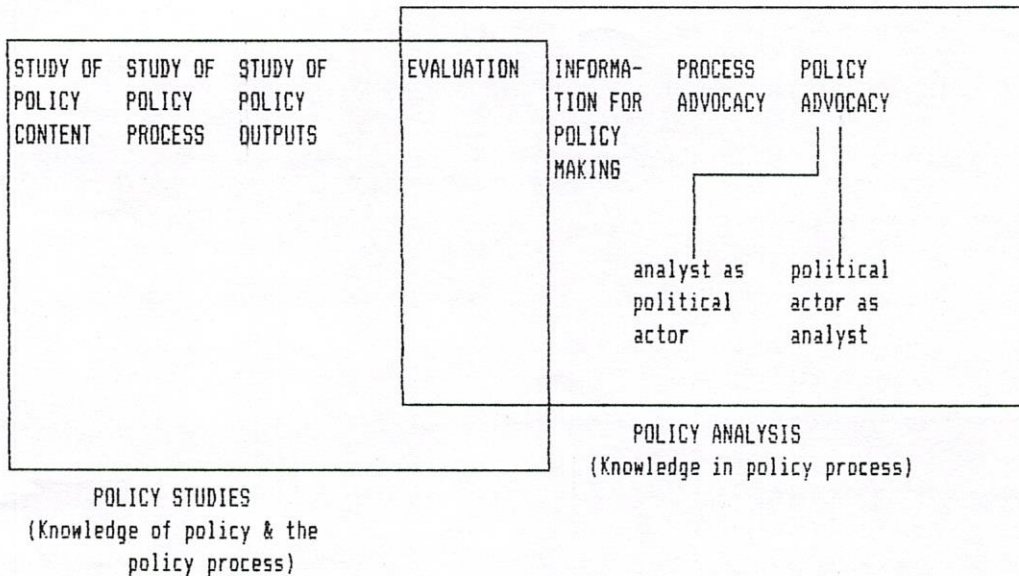 STUDY OF
POLICY
CONTENT
STUDY OF
POLICY
PROCESS
STUDY OF
POLICY
OUTPUTS
EVALUATION
INFORMA-
TION FOR
POLICY
MAKING
PROCESS
ADVOCACY
POLICY
ADVOCACY
analyst as
political
actor
political
actor as
analyst
POLICY ANALYSIS
(Knowledge in policy process)
POLICY STUDIES
(Knowledge of policy & the
policy process)